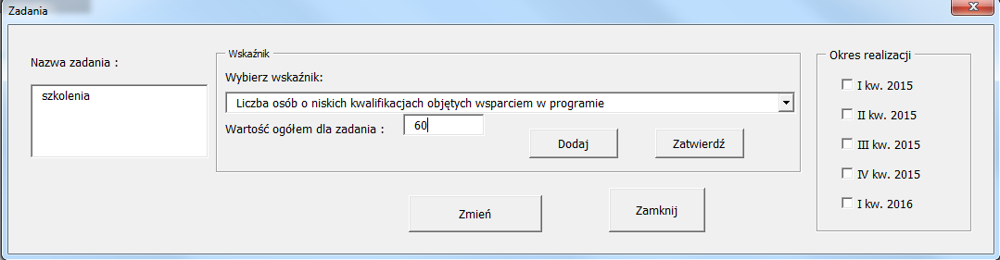 Zadania
Nazwa zadania :
szkolenia
Wskaźnik
Wybierz wskaźnik:
Liczba osób o niskich kwalifikacjach objętych wsparciem w programie
Wartość ogółem dla zadania : 60
Dodaj Zatwierdź
Zmień Zamknij
Okres realizacji
I kw. 2015
II kw. 2015
III kw. 2015
IV kw. 2015
I kw. 2016